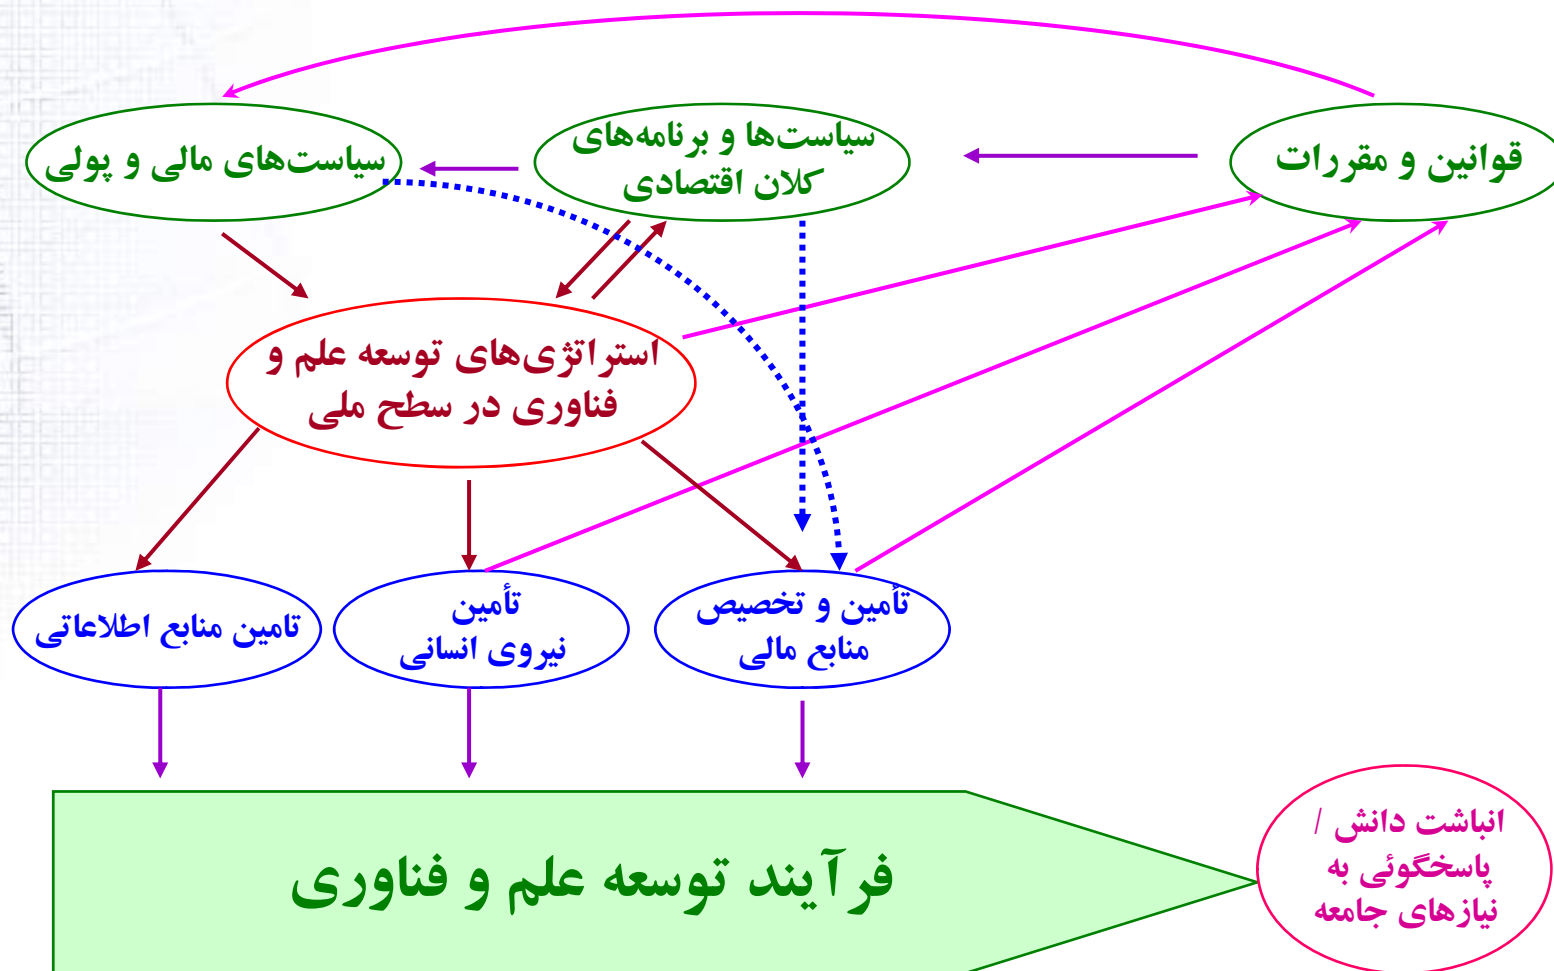 قوانین و مقررات
سیاست‌ها و برنامه‌های
کلان اقتصادی
سیاست‌های مالی و پولی
استراتژی‌های توسعه علم و
فناوری در سطح ملی
تأمین و تخصیص
منابع مالی
تأمین
نیروی انسانی
تامین منابع اطلاعاتی
فرآیند توسعه علم و فناوری
انباشت دانش /
پاسخگوئی به
نیازهای جامعه